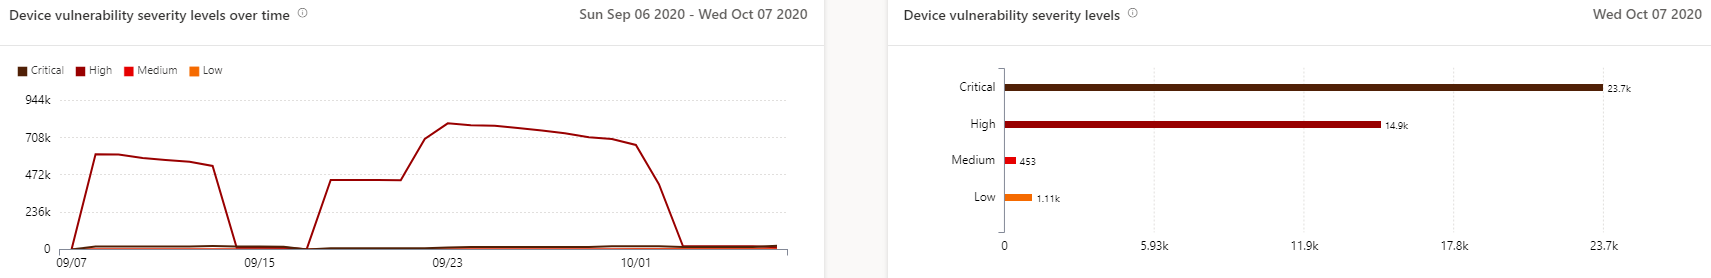 Device vulnerability severity levels over time
Sun Sep 06 2020 - Wed Oct 07 2020
Critical High Medium Low
944k
708k
472k
236k
0
09/07 09/15 09/23 10/01
Device vulnerability severity levels
Wed Oct 07 2020
Critical 23.7k
High 14.9k
Medium 453
Low 1.11k
0 5.93k 11.9k 17.8k 23.7k